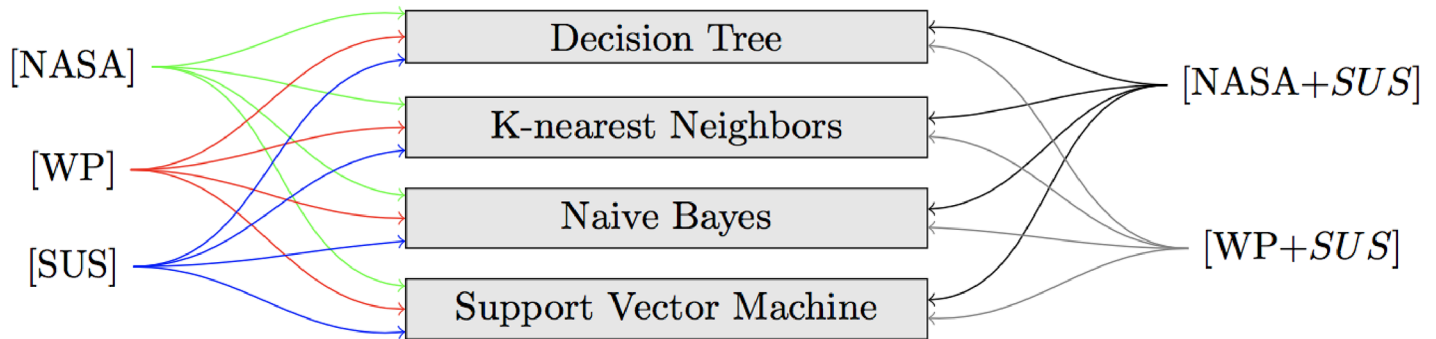 [NASA]
[WP]
[SUS]
Decision Tree
K-nearest Neighbors
Naive Bayes
Support Vector Machine
[NASA+SUS]
[WP+SUS]